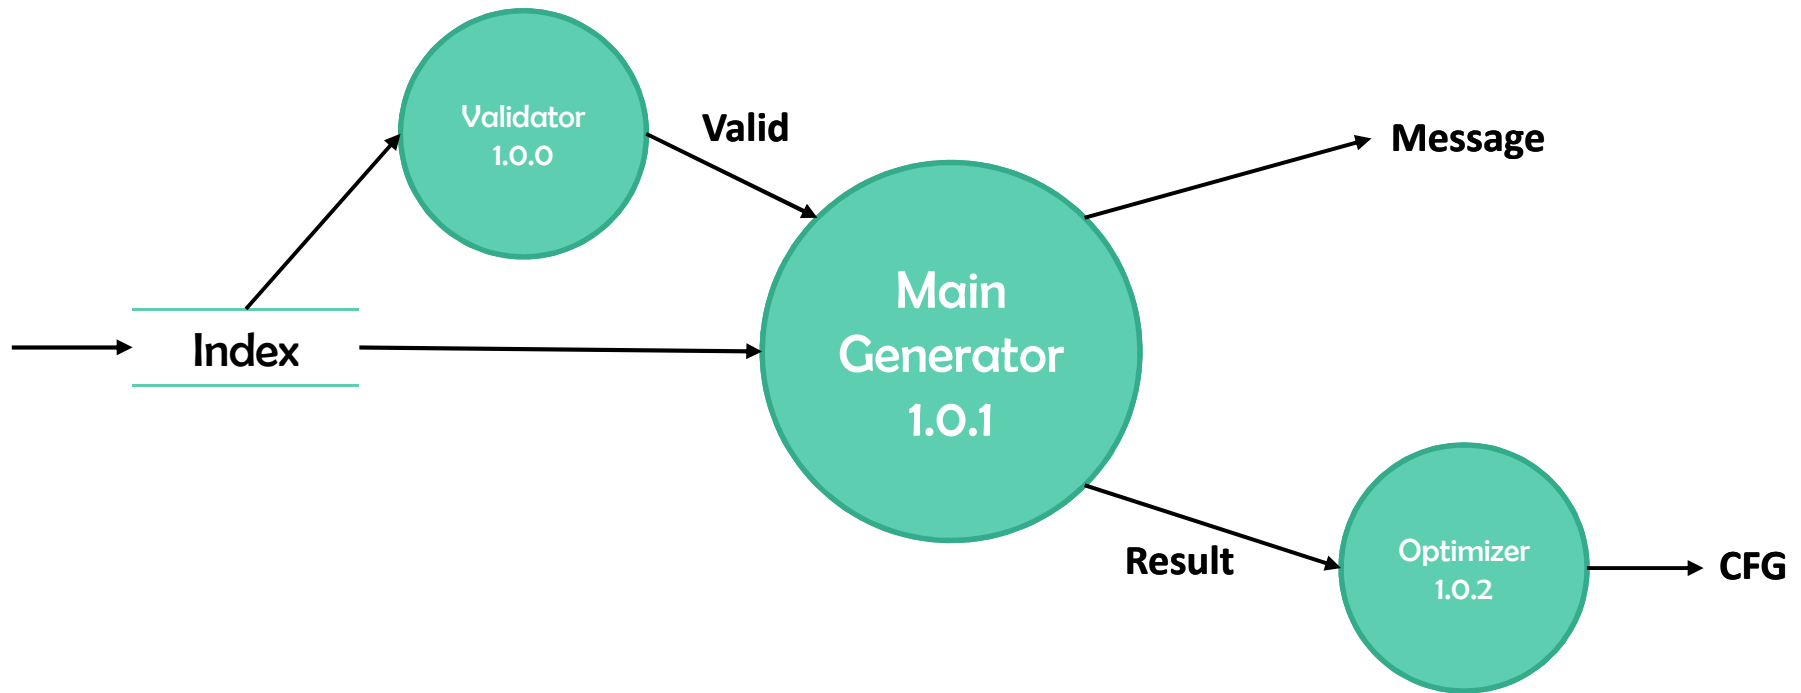 Validator
1.0.0
Valid
Message
Index
Main
Generator
1.0.1
Result
Optimizer
1.0.2
CFG